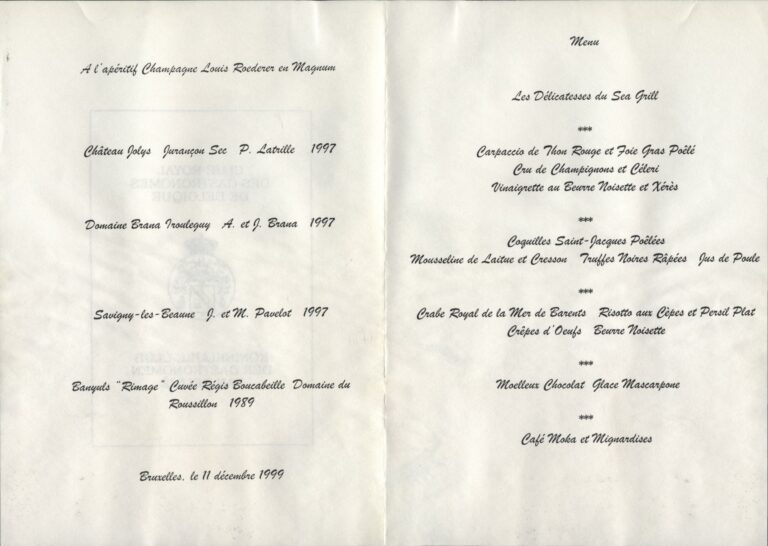 A l'apéritif Champagne Louis Roederer en Magnum
Château Jolys Jurançon Sec P. Latrille 1997
Domaine Brana Irouleguy A. et J. Brana 1997
Savigny-les-Beaune J. et M. Pavelot 1997
Banyuls "Rimage" Cuvée Régis Boucabeille Domaine du
Roussillon 1989
Bruxelles, le 11 décembre 1999
Menu
Les Délicatesses du Sea Grill
***
Carpaccio de Thon Rouge et Foie Gras Poêlé
Cru de Champignons et Céleri
Vinaigrette au Beurre Noisette et Xérès
***
Coquilles Saint-Jacques Poêlées
Mousseline de Laitue et Cresson Truffes Noires Râpées Jus de Poule
***
Crabe Royal de la Mer de Barents Risotto aux Cèpes et Persil Plat
Crêpes d'Oeufs Beurre Noisette
***
Moelleux Chocolat Glace Mascarpone
***
Café Moka et Mignardises